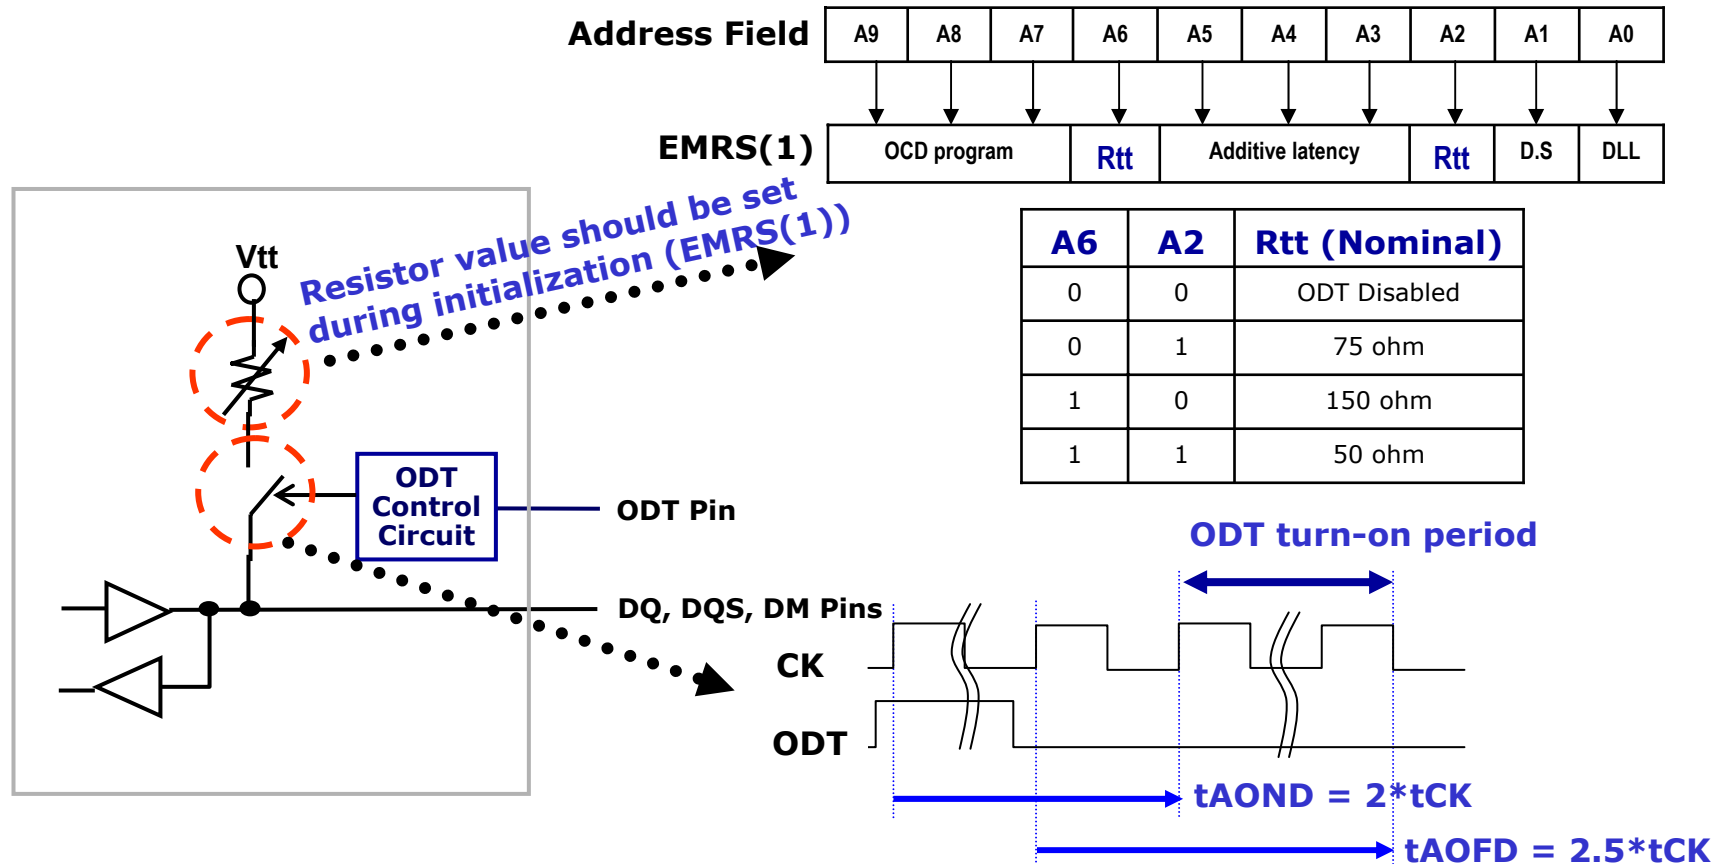 Address Field A9 A8 A7 A6 A5 A4 A3 A2 A1 A0
EMRS(1) OCD program Rtt Additive latency Rtt D.S DLL
Resistor value should be set
during initialization (EMRS(1))
Vtt
A6 A2 Rtt (Nominal)
0 0 ODT Disabled
0 1 75 ohm
1 0 150 ohm
1 1 50 ohm
ODT
Control
Circuit
ODT Pin
DQ, DQS, DM Pins
ODT turn-on period
CK
ODT
tAOND = 2*tCK
tAOFD = 2.5*tCK